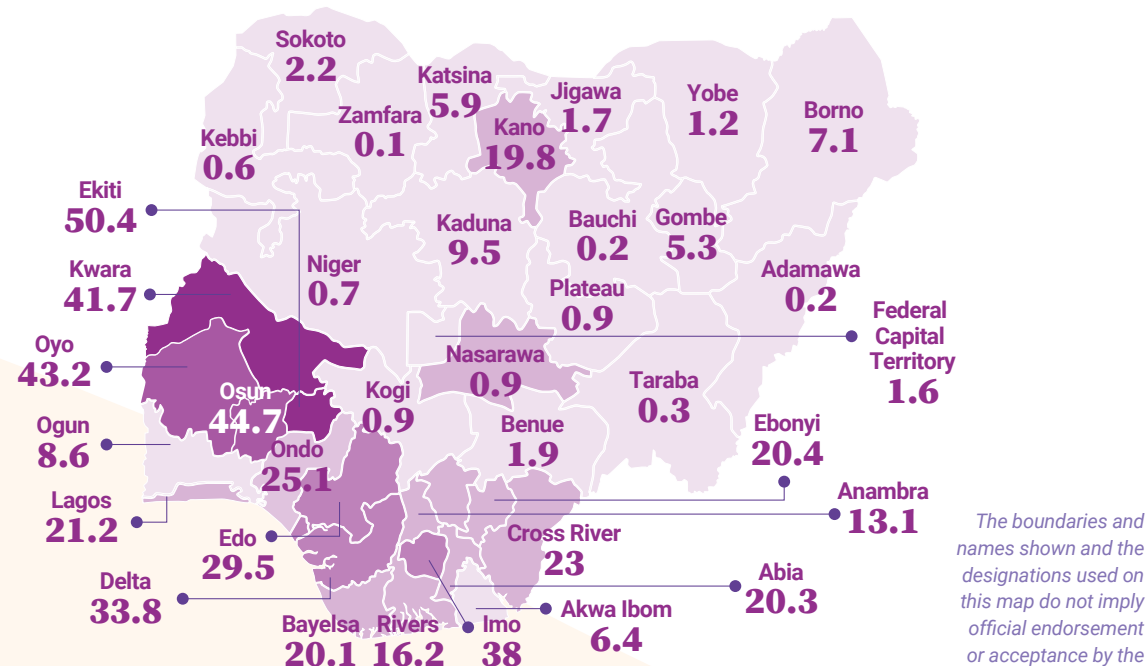 Sokoto
2.2
Katsina
5.9
Jigawa
1.7
Yobe
1.2
Borno
7.1
Zamfara
0.1
Kano
19.8
Kebbi
0.6
Ekiti
50.4
Kaduna
9.5
Bauchi
0.2
Gombe
5.3
Kwara
41.7
Niger
0.7
Adamawa
0.2
Plateau
0.9
Federal
Capital
Territory
1.6
Oyo
43.2
Nasarawa
0.9
Osun
44.7
Kogi
0.9
Taraba
0.3
Ogun
8.6
Benue
1.9
Ebonyi
20.4
Ondo
25.1
Lagos
21.2
Anambra
13.1
Edo
29.5
Cross River
23
Delta
33.8
Abia
20.3
Bayelsa
20.1
Rivers
16.2
Imo
38
Akwa Ibom
6.4
The boundaries and
names shown and the
designations used on
this map do not imply
official endorsement
or acceptance by the